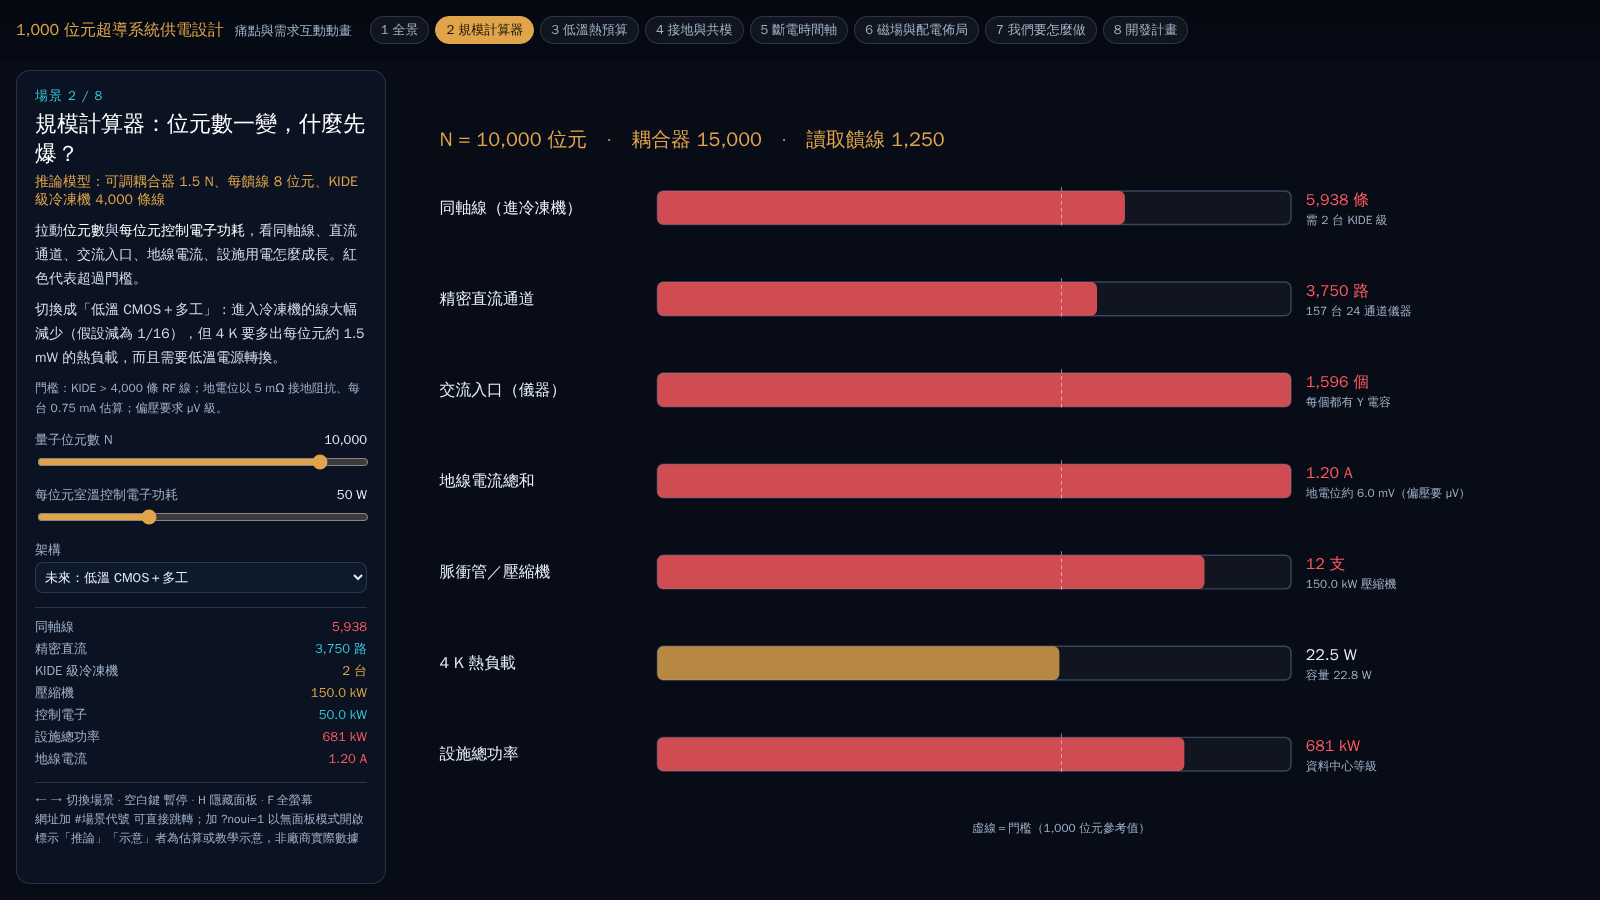 1,000 位元超導系統供電設計 痛點與需求互動動畫 1 全景 2 規模計算器 3 低溫熱預算 4 接地與共模 5 斷電時間軸 6 磁場與配電佈局 7 我們要怎麼做 8 開發計畫
場景 2 / 8
規模計算器：位元數一變，什麼先
爆？
推論模型：可調耦合器 1.5 N、每饋線 8 位元、KIDE
級冷凍機 4,000 條線
拉動位元數與每位元控制電子功耗，看同軸線、直流
通道、交流入口、地線電流、設施用電怎麼成長。紅
色代表超過門檻。
切換成「低溫 CMOS＋多工」：進入冷凍機的線大幅
減少（假設減為 1/16），但 4 K 要多出每位元約 1.5
mW 的熱負載，而且需要低溫電源轉換。
門檻：KIDE > 4,000 條 RF 線；地電位以 5 mΩ 接地阻抗、每
台 0.75 mA 估算；偏壓要求 µV 級。
量子位元數 N 10,000
每位元室溫控制電子功耗 50 W
架構
未來：低溫 CMOS＋多工
同軸線 5,938
精密直流 3,750 路
KIDE 級冷凍機 2 台
壓縮機 150.0 kW
控制電子 50.0 kW
設施總功率 681 kW
地線電流 1.20 A
← → 切換場景 · 空白鍵 暫停 · H 隱藏面板 · F 全螢幕
網址加 #場景代號 可直接跳轉；加 ?noui=1 以無面板模式開啟
標示「推論」「示意」者為估算或教學示意，非廠商實際數據
N＝10,000 位元 · 耦合器 15,000 · 讀取饋線 1,250
同軸線（進冷凍機） 5,938 條
需 2 台 KIDE 級
精密直流通道 3,750 路
157 台 24 通道儀器
交流入口（儀器） 1,596 個
每個都有 Y 電容
地線電流總和 1.20 A
地電位約 6.0 mV（偏壓要 µV）
脈衝管／壓縮機 12 支
150.0 kW 壓縮機
4 K 熱負載 22.5 W
容量 22.8 W
設施總功率 681 kW
資料中心等級
虛線＝門檻（1,000 位元參考值）